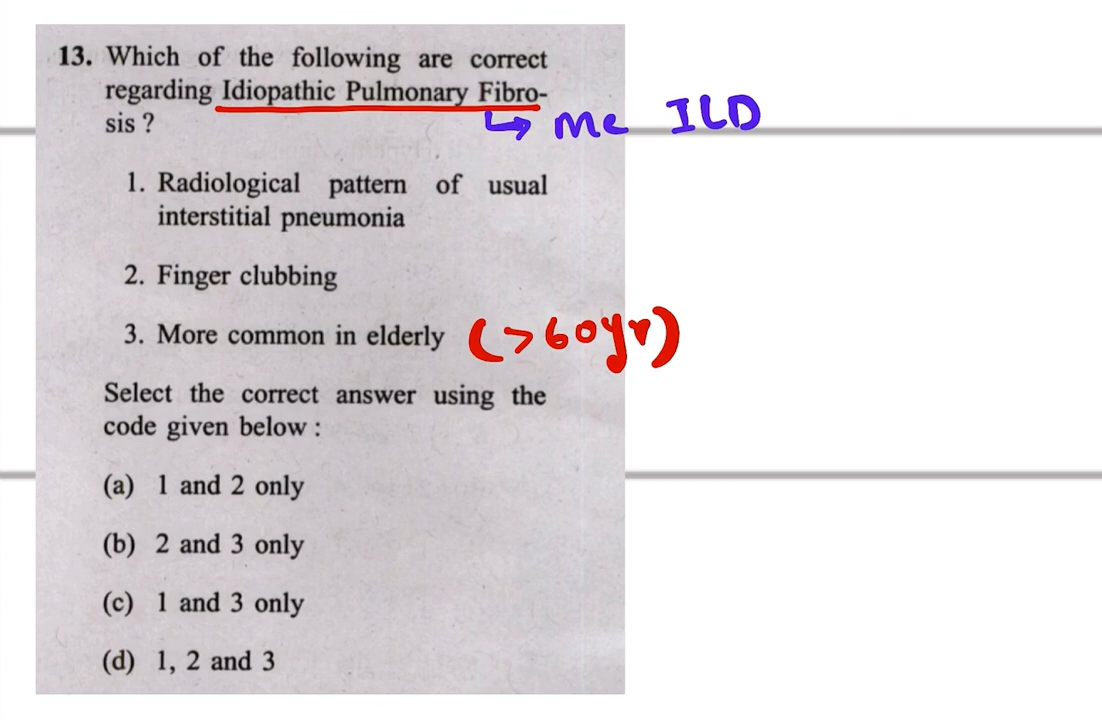 13. Which of the following are correct
regarding Idiopathic Pulmonary Fibro-
sis ?
↳ Mc ILD
1. Radiological pattern of usual
interstitial pneumonia
2. Finger clubbing
3. More common in elderly (>60yr)
Select the correct answer using the
code given below :
(a) 1 and 2 only
(b) 2 and 3 only
(c) 1 and 3 only
(d) 1, 2 and 3